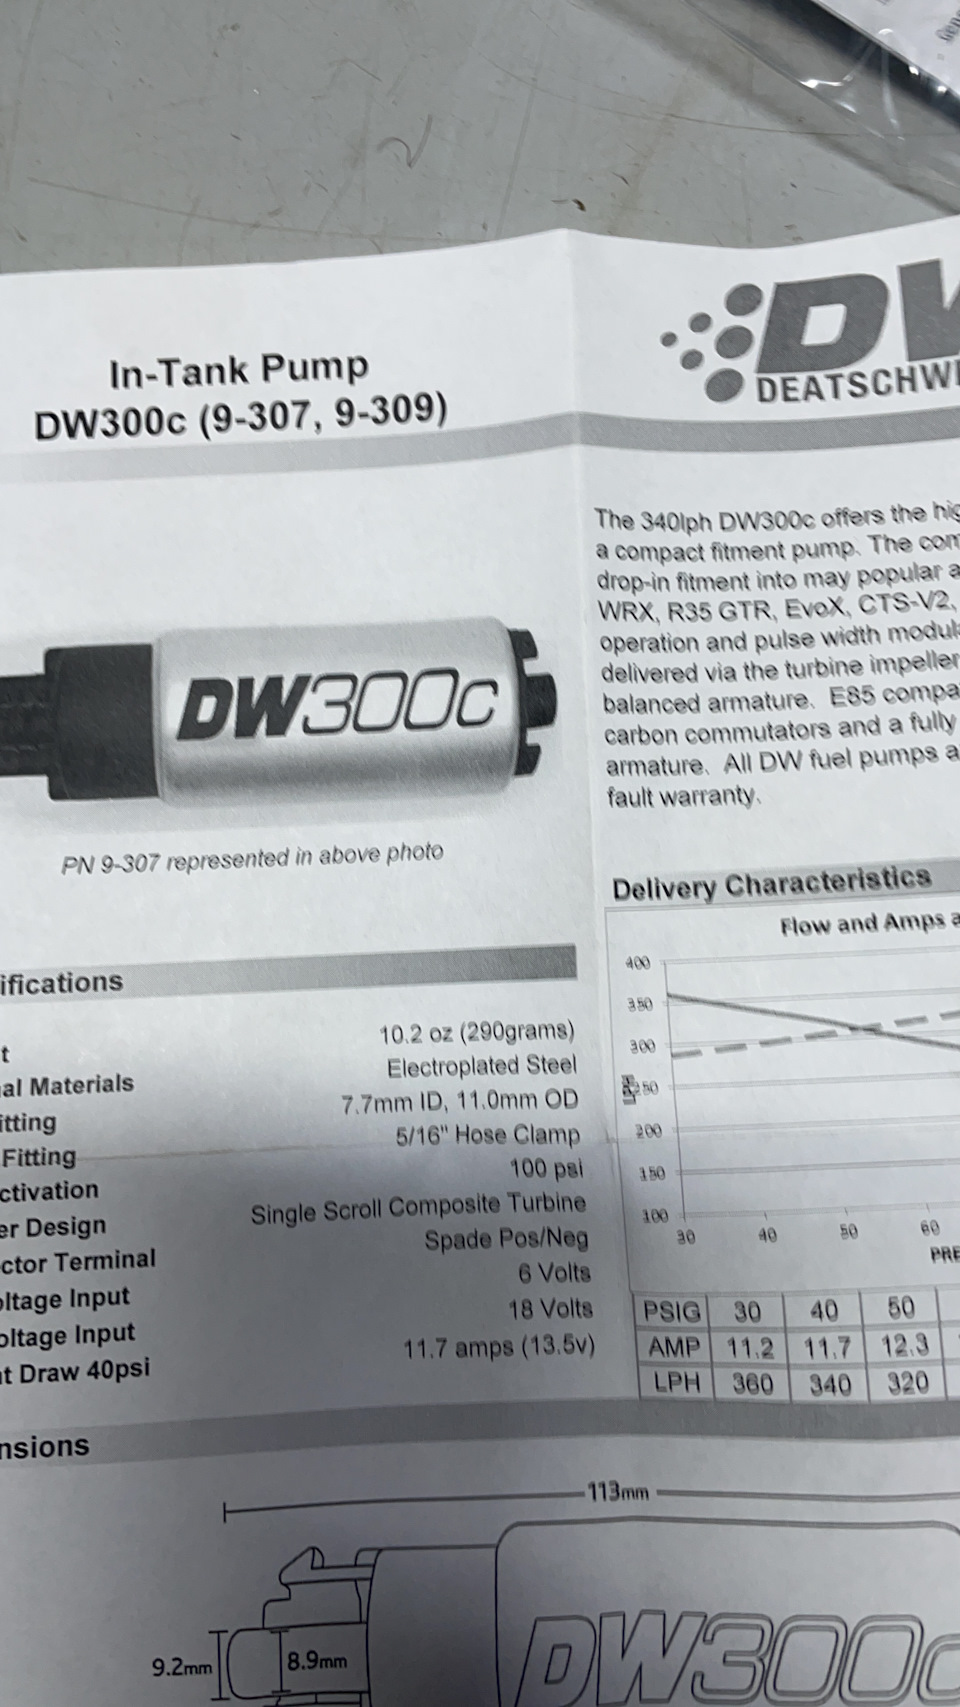 In-Tank Pump
DW300c (9-307, 9-309)
DW
DEATSCHW
DW300c
PN 9-307 represented in above photo
The 340lph DW300c offers the hig
a compact fitment pump. The com
drop-in fitment into may popular a
WRX, R35 GTR, EvoX, CTS-V2,
operation and pulse width modul
delivered via the turbine impeller
balanced armature. E85 compa
carbon commutators and a fully
armature. All DW fuel pumps a
fault warranty.
ifications
t 10.2 oz (290grams)
al Materials Electroplated Steel
itting 7.7mm ID, 11.0mm OD
Fitting 5/16" Hose Clamp
ctivation 100 psi
er Design Single Scroll Composite Turbine
ctor Terminal Spade Pos/Neg
oltage Input 6 Volts
oltage Input 18 Volts
t Draw 40psi 11.7 amps (13.5v)
Delivery Characteristics
Flow and Amps a
400
350
300
250
200
150
100
30 40 50 60
PRE
PSIG 30 40 50
AMP 11.2 11.7 12.3
LPH 360 340 320
nsions
113mm
9.2mm
8.9mm
DW300c